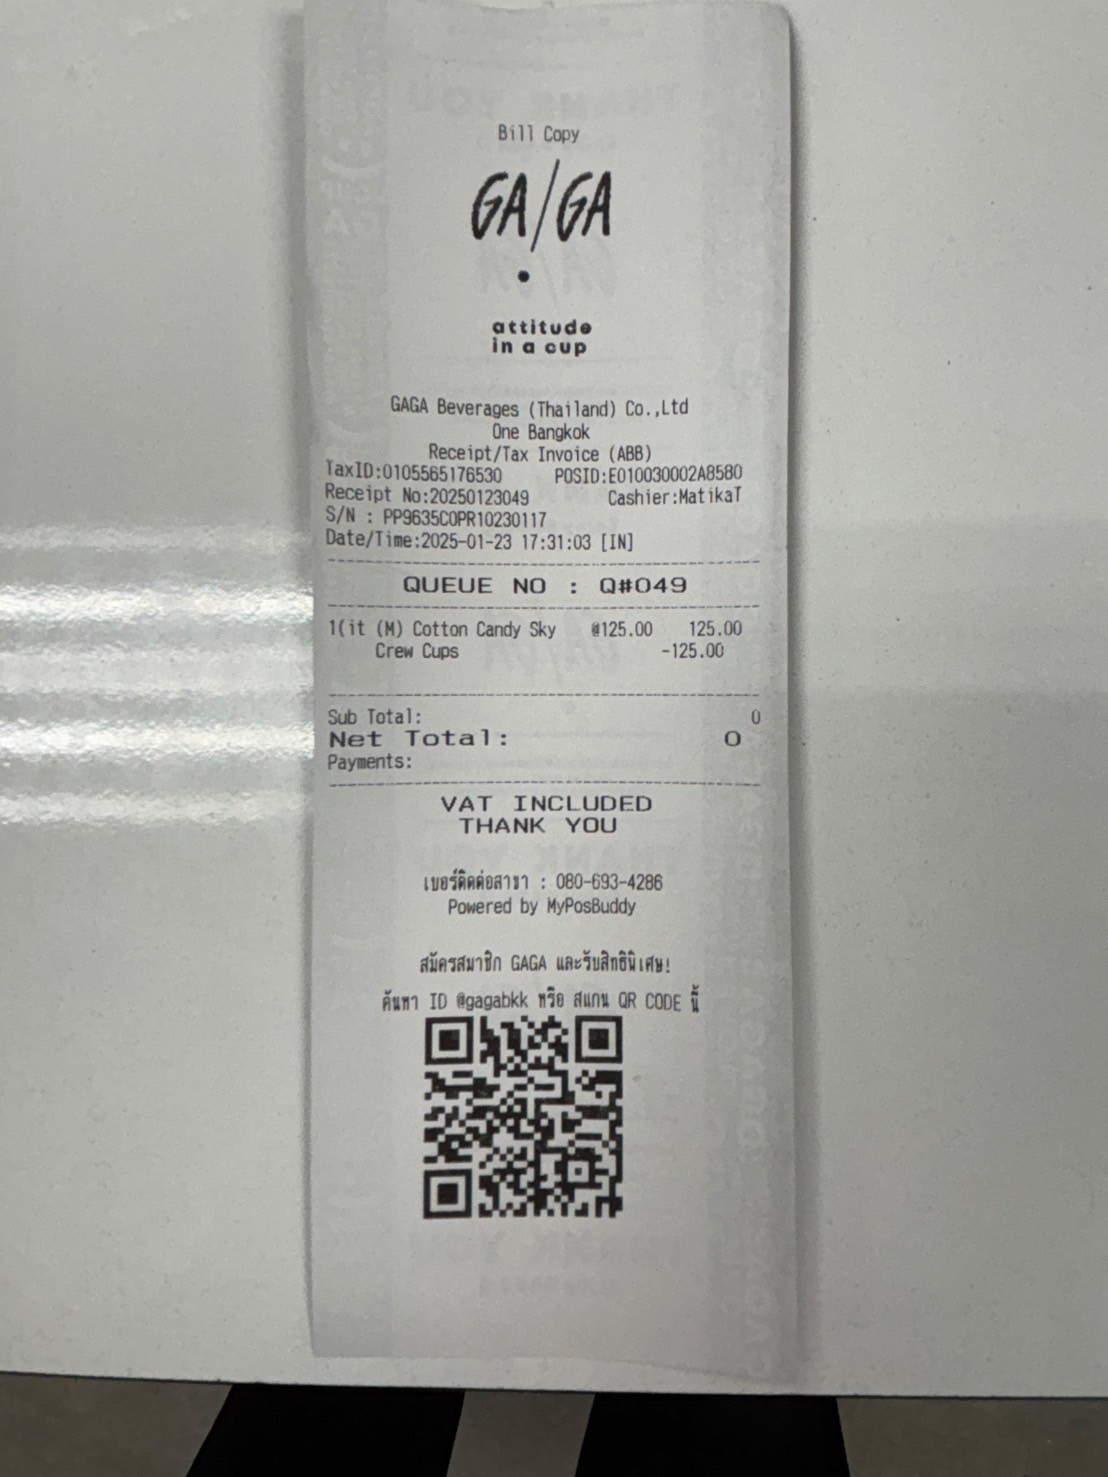 Bill Copy
GA/GA
attitude
in a cup
GAGA Beverages (Thailand) Co.,Ltd
One Bangkok
Receipt/Tax Invoice (ABB)
TaxID:0105565176530 POSID:E010030002A8580
Receipt No:20250123049 Cashier:MatikaT
S/N : PP9635C0PR10230117
Date/Time:2025-01-23 17:31:03 [IN]
QUEUE NO : Q#049
1(it (M) Cotton Candy Sky @125.00 125.00
Crew Cups -125.00
Sub Total: 0
Net Total: 0
Payments:
VAT INCLUDED
THANK YOU
เบอร์ติดต่อสาขา : 080-693-4286
Powered by MyPosBuddy
สมัครสมาชิก GAGA และรับสิทธิพิเศษ!
ค้นหา ID @gagabkk หรือ สแกน QR CODE นี้